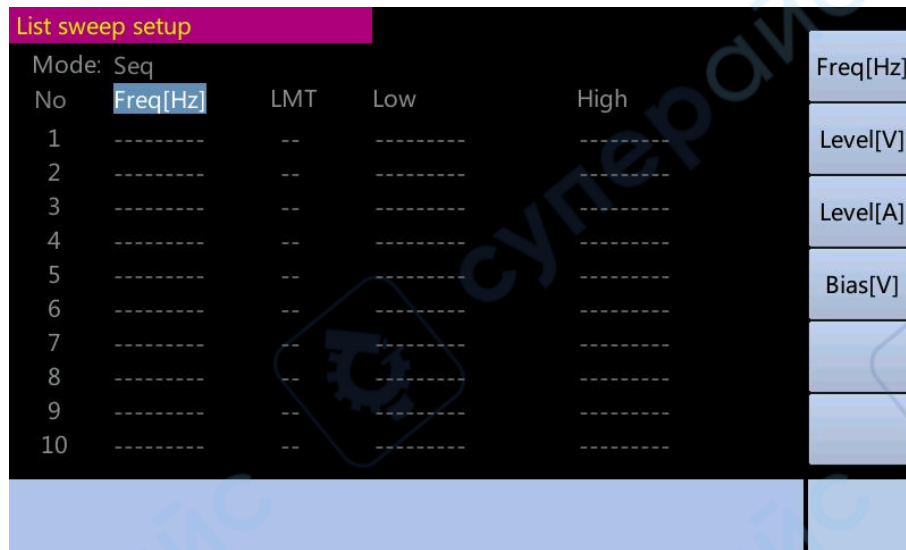 List sweep setup
Mode: Seq
No Freq[Hz] LMT Low High
1 --------- -- --------- ---------
2 --------- -- --------- ---------
3 --------- -- --------- ---------
4 --------- -- --------- ---------
5 --------- -- --------- ---------
6 --------- -- --------- ---------
7 --------- -- --------- ---------
8 --------- -- --------- ---------
9 --------- -- --------- ---------
10 --------- -- --------- ---------
Freq[Hz]
Level[V]
Level[A]
Bias[V]
суперайс